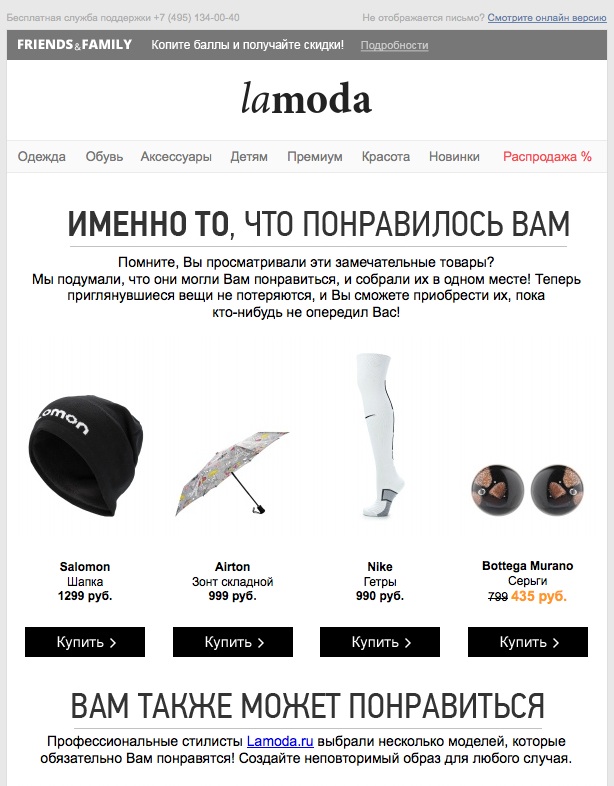 Бесплатная служба поддержки +7 (495) 134-00-40
Не отображается письмо? Смотрите онлайн версию
FRIENDS&FAMILY
Копите баллы и получайте скидки!
Подробности
lamoda
Одежда Обувь Аксессуары Детям Премиум Красота Новинки Распродажа %
ИМЕННО ТО, ЧТО ПОНРАВИЛОСЬ ВАМ
Помните, Вы просматривали эти замечательные товары?
Мы подумали, что они могли Вам понравиться, и собрали их в одном месте! Теперь
приглянувшиеся вещи не потеряются, и Вы сможете приобрести их, пока
кто-нибудь не опередил Вас!
lomon
Salomon
Шапка
1299 руб.
Купить >
Airton
Зонт складной
999 руб.
Купить >
Nike
Гетры
990 руб.
Купить >
Bottega Murano
Серьги
799 435 руб.
Купить >
ВАМ ТАКЖЕ МОЖЕТ ПОНРАВИТЬСЯ
Профессиональные стилисты Lamoda.ru выбрали несколько моделей, которые
обязательно Вам понравятся! Создайте неповторимый образ для любого случая.